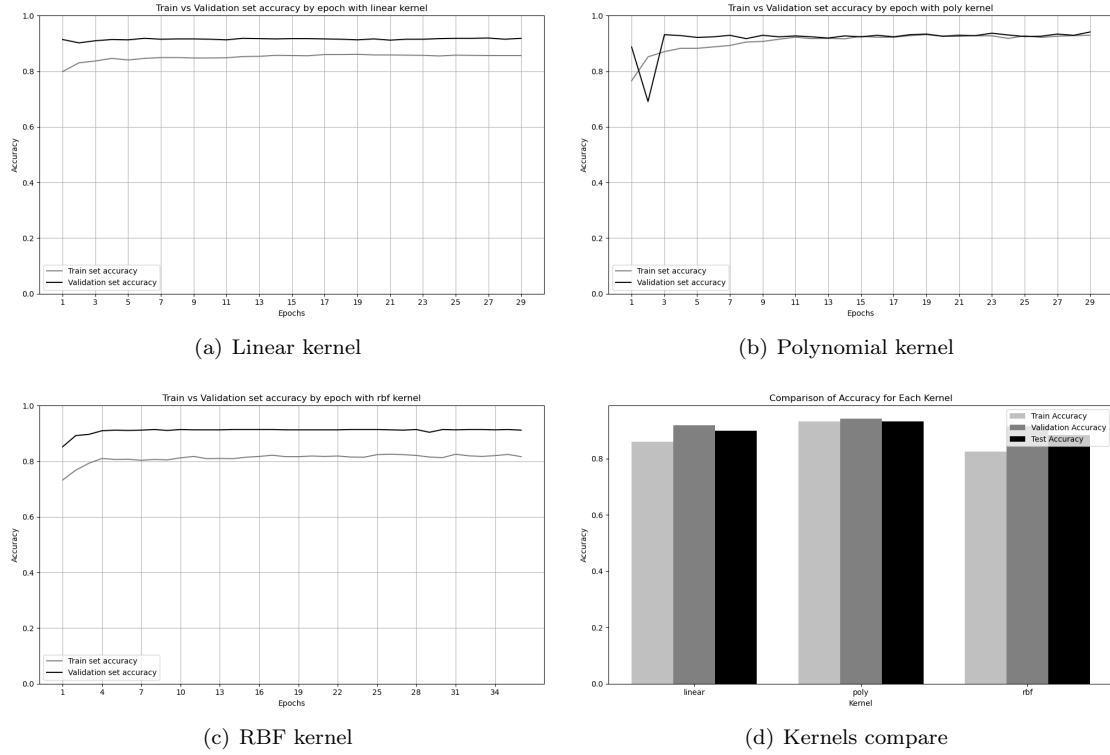 Train vs Validation set accuracy by epoch with linear kernel
1.0
0.8
0.6
0.4
0.2
0.0
Accuracy
Train set accuracy
Validation set accuracy
1 3 5 7 9 11 13 15 17 19 21 23 25 27 29
Epochs
(a) Linear kernel
Train vs Validation set accuracy by epoch with poly kernel
1.0
0.8
0.6
0.4
0.2
0.0
Accuracy
Train set accuracy
Validation set accuracy
1 3 5 7 9 11 13 15 17 19 21 23 25 27 29
Epochs
(b) Polynomial kernel
Train vs Validation set accuracy by epoch with rbf kernel
1.0
0.8
0.6
0.4
0.2
0.0
Accuracy
Train set accuracy
Validation set accuracy
1 4 7 10 13 16 19 22 25 28 31 34
Epochs
(c) RBF kernel
Comparison of Accuracy for Each Kernel
Train Accuracy
Validation Accuracy
Test Accuracy
0.8
0.6
0.4
0.2
0.0
Accuracy
linear poly rbf
Kernel
(d) Kernels compare